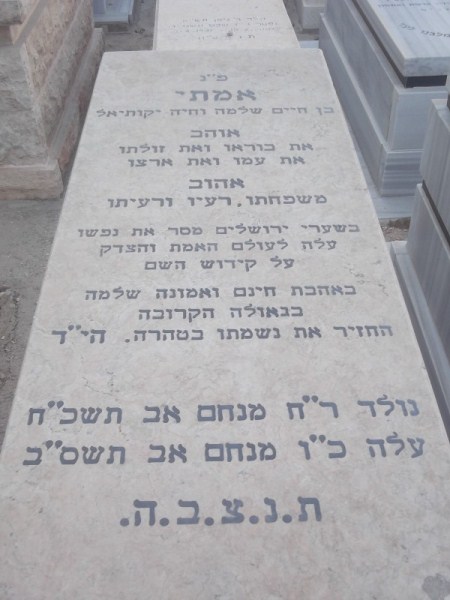 פ״נ
אמתי
בן חיים שלמה וחיה יקותיאל
אוהב
את בוראו ואת זולתו
את עמו ואת ארצו
אהוב
משפחתו, רעיו ורעיתו
בשערי ירושלים מסר את נפשו
עלה לעולם האמת והצדק
על קידוש השם
באהבת חינם ואמונה שלמה
בגאולה הקרובה
החזיר את נשמתו בטהרה. הי״ד
נולד ר״ח מנחם אב תשכ״ח
עלה כ״ו מנחם אב תשס״ב
ת.נ.צ.ב.ה.